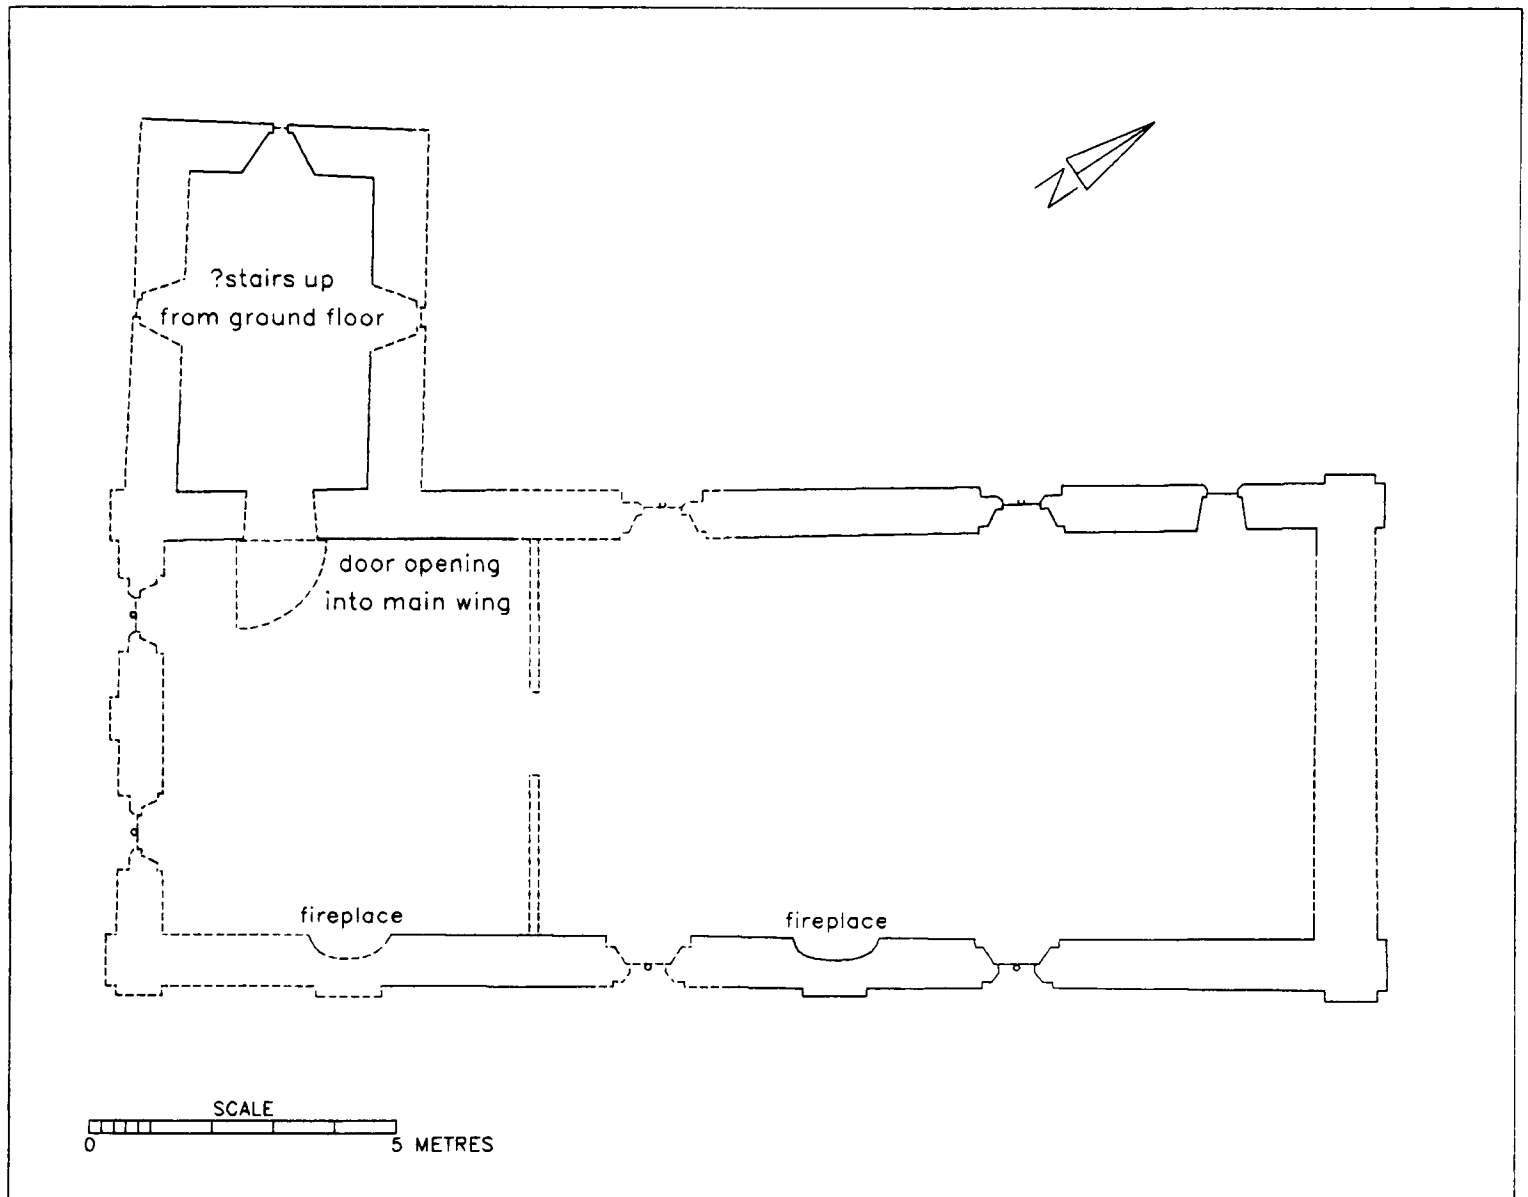 N
?stairs up
from ground floor
door opening
into main wing
fireplace
fireplace
SCALE
0 5 METRES